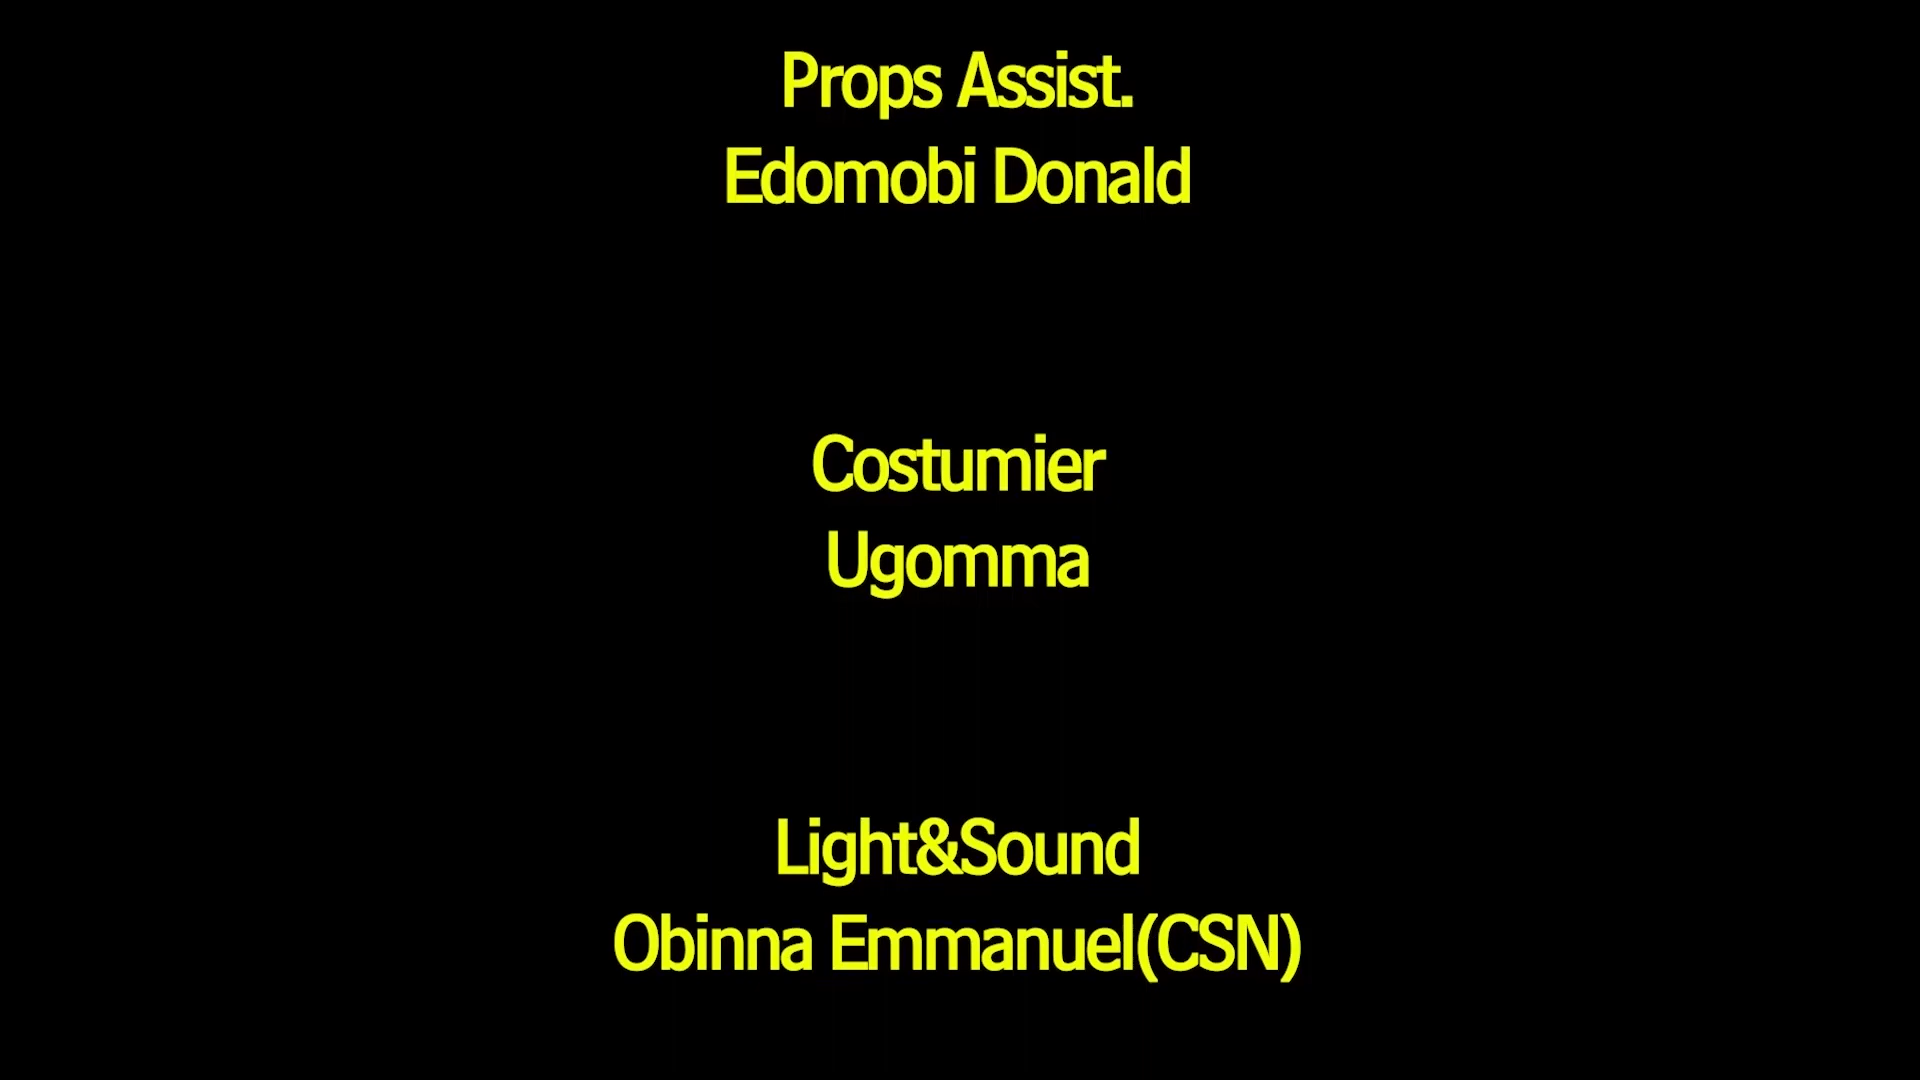 Props Assist.
Edomobi Donald
Costumier
Ugomma
Light&Sound
Obinna Emmanuel(CSN)